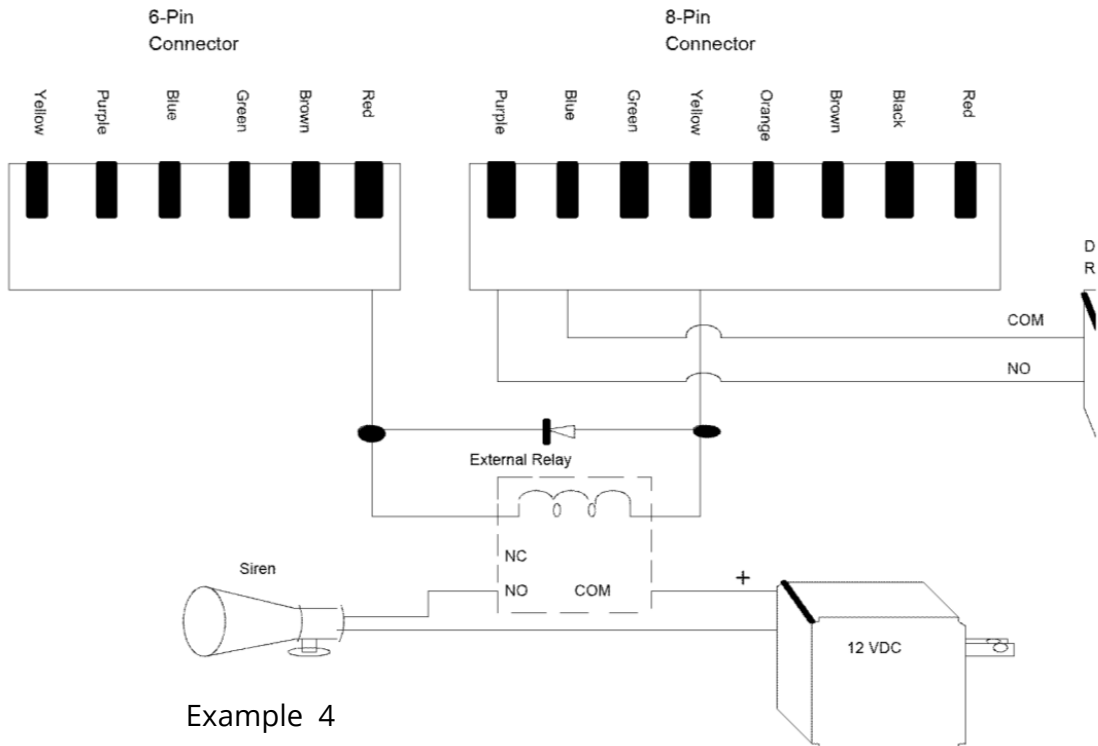 6-Pin
Connector
8-Pin
Connector
Yellow
Purple
Blue
Green
Brown
Red
Purple
Blue
Green
Yellow
Orange
Brown
Black
Red
D
R
COM
NO
External Relay
NC
NO
COM
Siren
+
12 VDC
Example 4